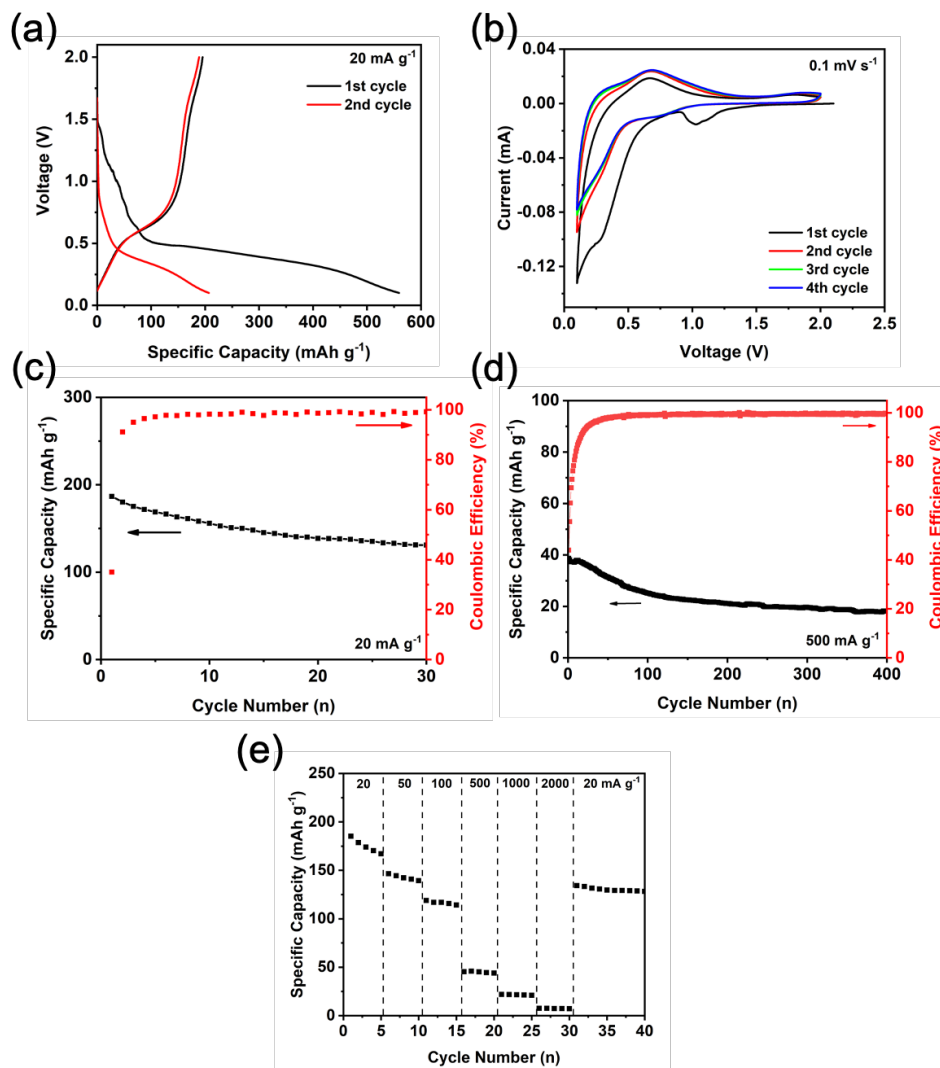 (a)
20 mA g⁻¹
1st cycle
2nd cycle
Voltage (V)
2.0
1.5
1.0
0.5
0.0
0 100 200 300 400 500 600
Specific Capacity (mAh g⁻¹)
(b)
0.1 mV s⁻¹
Current (mA)
0.04
0.00
-0.04
-0.08
-0.12
1st cycle
2nd cycle
3rd cycle
4th cycle
0.0 0.5 1.0 1.5 2.0 2.5
Voltage (V)
(c)
Specific Capacity (mAh g⁻¹)
300
200
100
0
100
80
60
40
20
0
Coulombic Efficiency (%)
20 mA g⁻¹
0 10 20 30
Cycle Number (n)
(d)
Specific Capacity (mAh g⁻¹)
100
80
60
40
20
0
100
80
60
40
20
0
Coulombic Efficiency (%)
500 mA g⁻¹
0 100 200 300 400
Cycle Number (n)
(e)
Specific Capacity (mAh g⁻¹)
250
200
150
100
50
0
20 50 100 500 1000 2000 20 mA g⁻¹
0 5 10 15 20 25 30 35 40
Cycle Number (n)